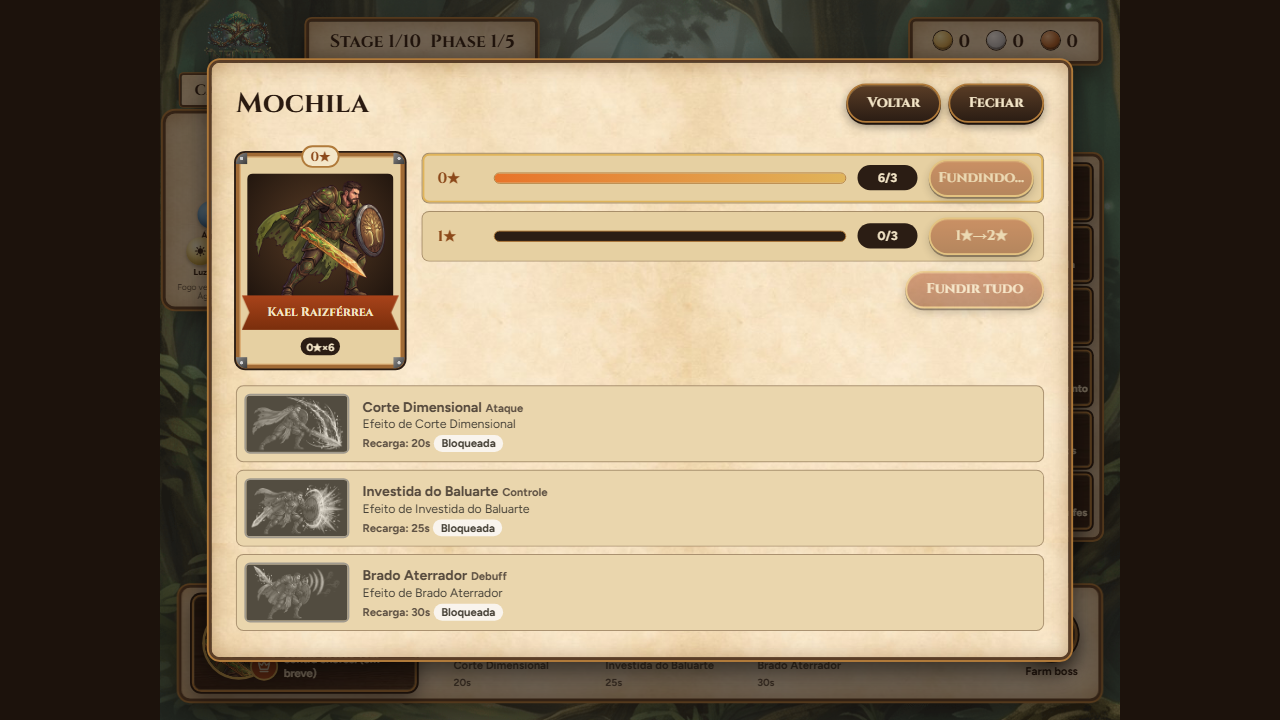 Stage 1/10 Phase 1/5
0 0 0
Mochila
Voltar
Fechar
0★
Kael Raizférrea
0★×6
0★
6/3
Fundindo...
1★
0/3
1★→2★
Fundir tudo
Corte Dimensional Ataque
Efeito de Corte Dimensional
Recarga: 20s Bloqueada
Investida do Baluarte Controle
Efeito de Investida do Baluarte
Recarga: 25s Bloqueada
Brado Aterrador Debuff
Efeito de Brado Aterrador
Recarga: 30s Bloqueada
Luz
Fogo
breve)
Corte Dimensional
20s
Investida do Baluarte
25s
Brado Aterrador
30s
Farm boss